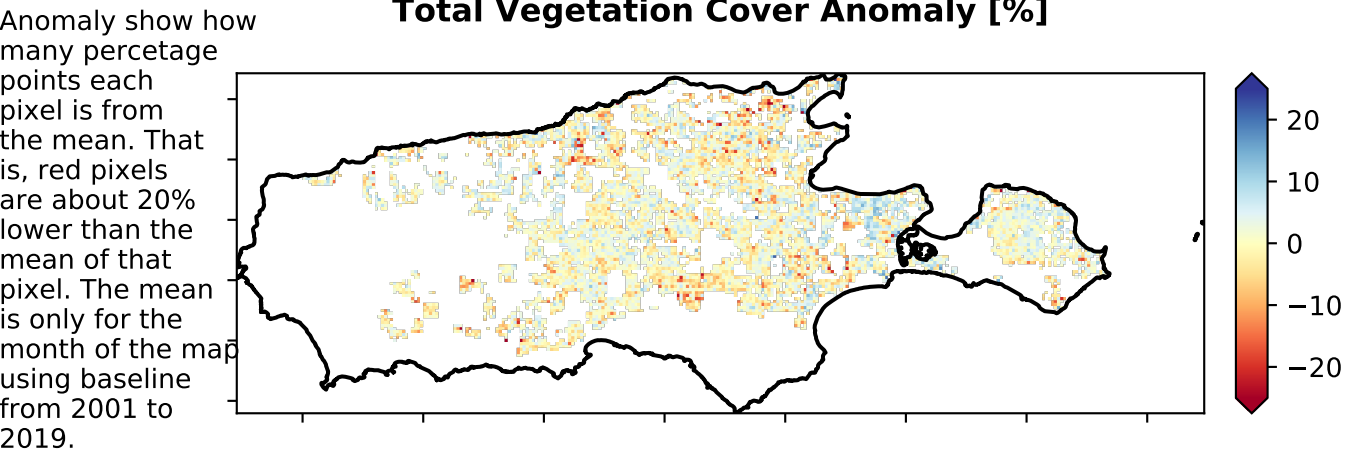 Total Vegetation Cover Anomaly [%]
Anomaly show how
many percetage
points each
pixel is from
the mean. That
is, red pixels
are about 20%
lower than the
mean of that
pixel. The mean
is only for the
month of the map
using baseline
from 2001 to
2019.
20
10
0
−10
−20